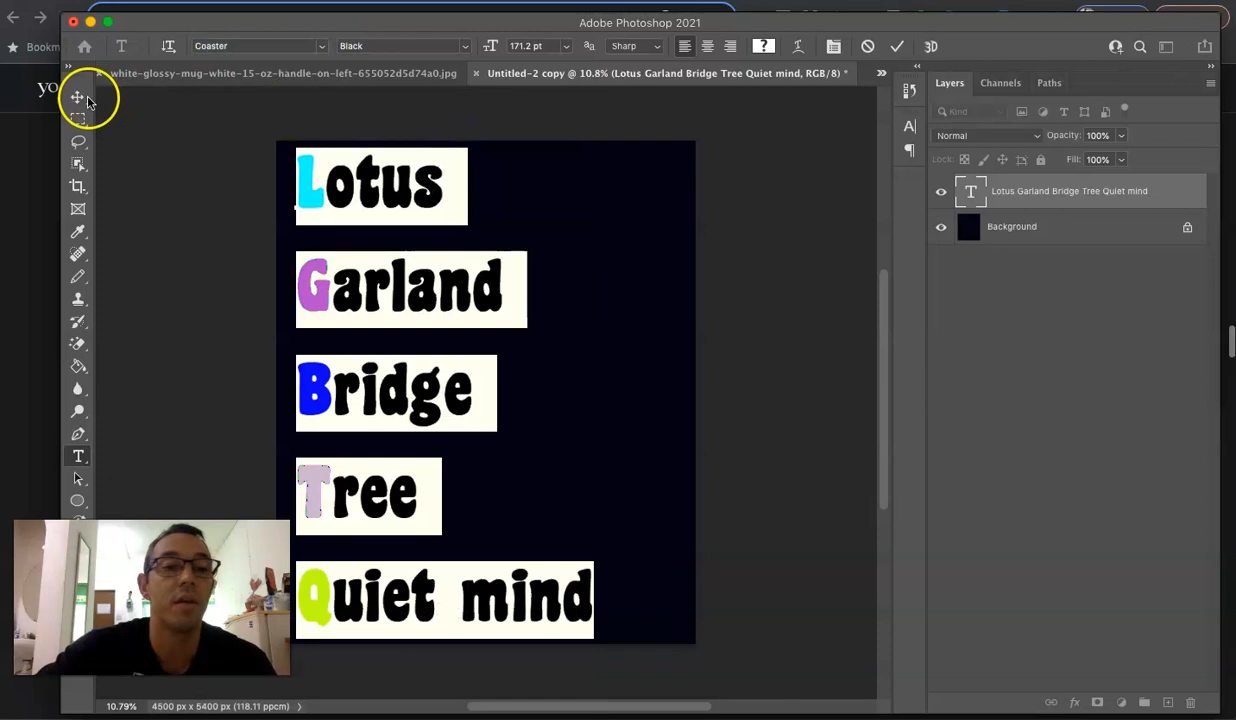 Bookm
Adobe Photoshop 2021
Coaster
Black
171.2 pt
Sharp
?
3D
white-glossy-mug-white-15-oz-handle-on-left-655052d5d74a0.jpg
Untitled-2 copy @ 10.8% (Lotus Garland Bridge Tree Quiet mind, RGB/8) *
yo
Layers
Channels
Paths
Kind
Normal
Opacity: 100%
Lock:
Fill: 100%
T Lotus Garland Bridge Tree Quiet mind
Background
Lotus
Garland
Bridge
Tree
Quiet mind
10.79%
4500 px x 5400 px (118.11 ppcm)